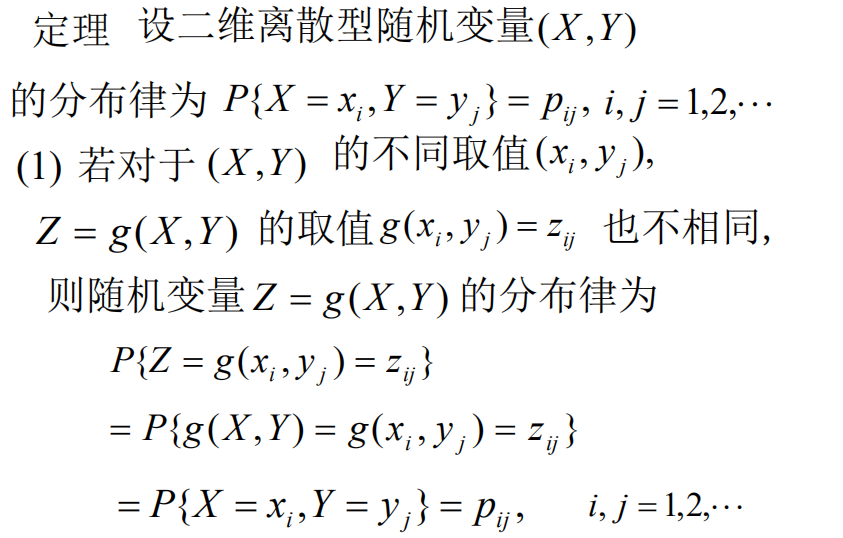 定理 设二维离散型随机变量(X,Y)
的分布律为 P{X = x_i, Y = y_j} = p_{ij}, i, j = 1,2,⋯
(1) 若对于 (X,Y) 的不同取值(x_i, y_j),
Z = g(X,Y) 的取值g(x_i, y_j) = z_{ij} 也不相同,
则随机变量 Z = g(X,Y) 的分布律为
P{Z = g(x_i, y_j) = z_{ij}}
= P{g(X,Y) = g(x_i, y_j) = z_{ij}}
= P{X = x_i, Y = y_j} = p_{ij}, i, j = 1,2,⋯